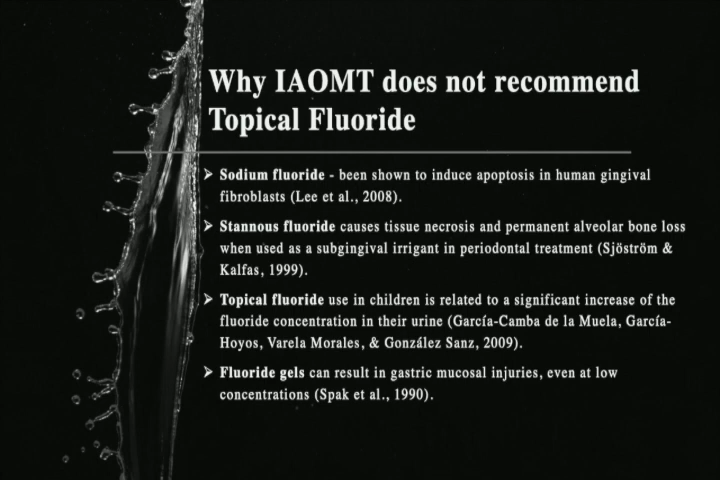 Why IAOMT does not recommend
Topical Fluoride
➤ Sodium fluoride - been shown to induce apoptosis in human gingival
fibroblasts (Lee et al., 2008).
➤ Stannous fluoride causes tissue necrosis and permanent alveolar bone loss
when used as a subgingival irrigant in periodontal treatment (Sjöström &
Kalfas, 1999).
➤ Topical fluoride use in children is related to a significant increase of the
fluoride concentration in their urine (García-Camba de la Muela, García-
Hoyos, Varela Morales, & González Sanz, 2009).
➤ Fluoride gels can result in gastric mucosal injuries, even at low
concentrations (Spak et al., 1990).